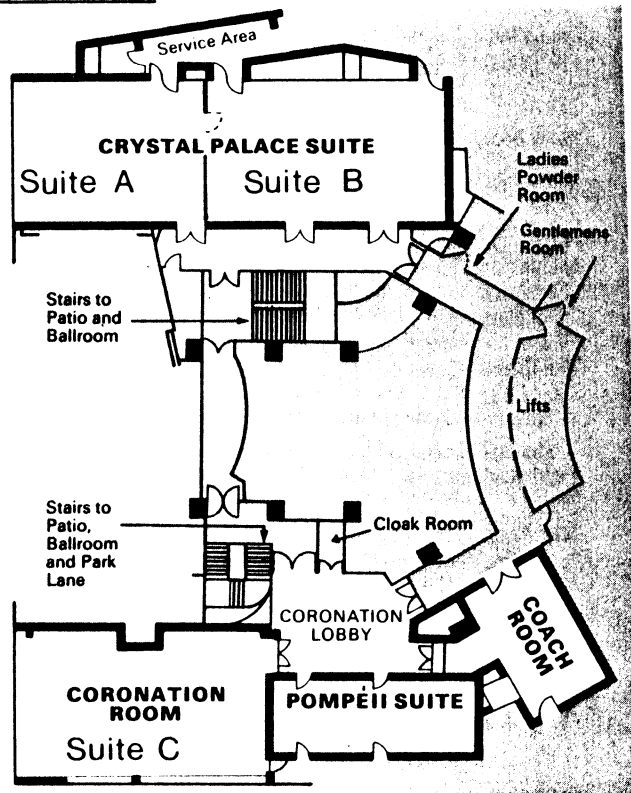 Service Area
CRYSTAL PALACE SUITE
Suite A
Suite B
Ladies
Powder
Room
Gentlemens
Room
Stairs to
Patio and
Ballroom
Lifts
Stairs to
Patio,
Ballroom
and Park
Lane
Cloak Room
CORONATION
LOBBY
COACH
ROOM
CORONATION
ROOM
Suite C
POMPÉII SUITE